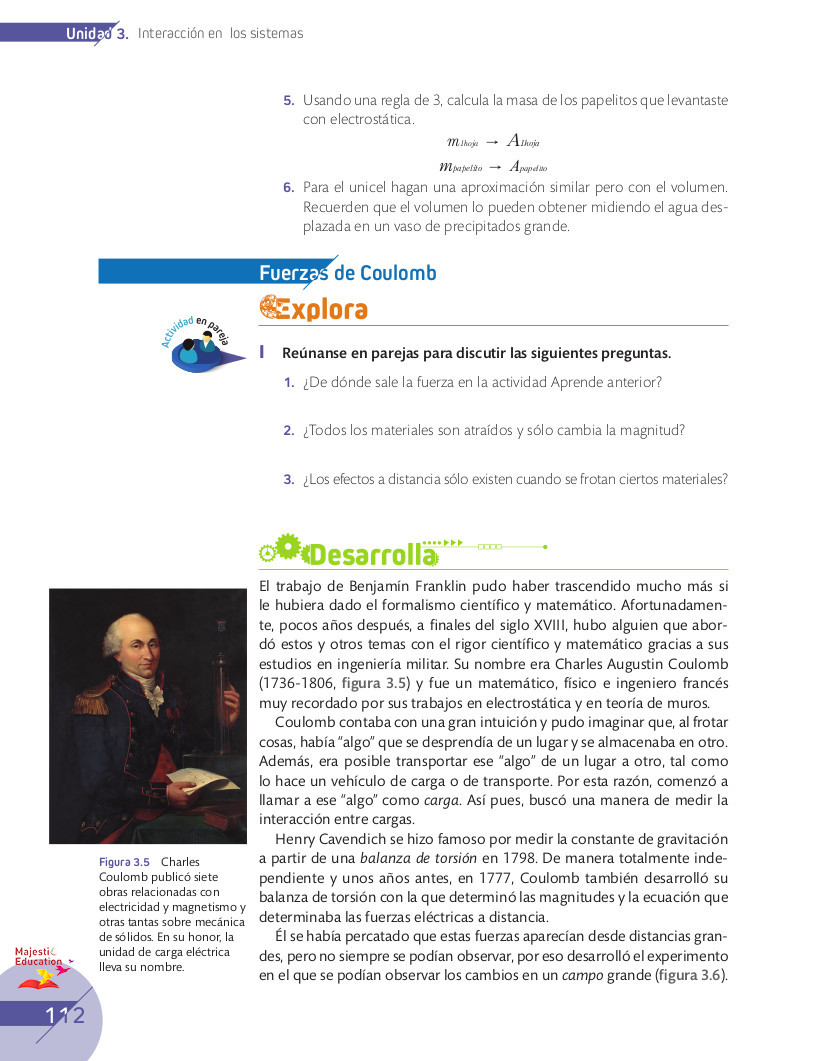 Unidad 3. Interacción en los sistemas
5. Usando una regla de 3, calcula la masa de los papelitos que levantaste
con electrostática.
m1hoja → A1hoja
mpapelito → Apapelito
6. Para el unicel hagan una aproximación similar pero con el volumen.
Recuerden que el volumen lo pueden obtener midiendo el agua des-
plazada en un vaso de precipitados grande.
Fuerzas de Coulomb
Explora
Actividad en pareja
I Reúnanse en parejas para discutir las siguientes preguntas.
1. ¿De dónde sale la fuerza en la actividad Aprende anterior?
2. ¿Todos los materiales son atraídos y sólo cambia la magnitud?
3. ¿Los efectos a distancia sólo existen cuando se frotan ciertos materiales?
Desarrolla
El trabajo de Benjamín Franklin pudo haber trascendido mucho más si
le hubiera dado el formalismo científico y matemático. Afortunadamen-
te, pocos años después, a finales del siglo XVIII, hubo alguien que abor-
dó estos y otros temas con el rigor científico y matemático gracias a sus
estudios en ingeniería militar. Su nombre era Charles Augustin Coulomb
(1736-1806, figura 3.5) y fue un matemático, físico e ingeniero francés
muy recordado por sus trabajos en electrostática y en teoría de muros.
Coulomb contaba con una gran intuición y pudo imaginar que, al frotar
cosas, había “algo” que se desprendía de un lugar y se almacenaba en otro.
Además, era posible transportar ese “algo” de un lugar a otro, tal como
lo hace un vehículo de carga o de transporte. Por esta razón, comenzó a
llamar a ese “algo” como carga. Así pues, buscó una manera de medir la
interacción entre cargas.
Henry Cavendich se hizo famoso por medir la constante de gravitación
a partir de una balanza de torsión en 1798. De manera totalmente inde-
pendiente y unos años antes, en 1777, Coulomb también desarrolló su
balanza de torsión con la que determinó las magnitudes y la ecuación que
determinaba las fuerzas eléctricas a distancia.
Él se había percatado que estas fuerzas aparecían desde distancias gran-
des, pero no siempre se podían observar, por eso desarrolló el experimento
en el que se podían observar los cambios en un campo grande (figura 3.6).
Figura 3.5 Charles
Coulomb publicó siete
obras relacionadas con
electricidad y magnetismo y
otras tantas sobre mecánica
de sólidos. En su honor, la
unidad de carga eléctrica
lleva su nombre.
Majestic
Education
112